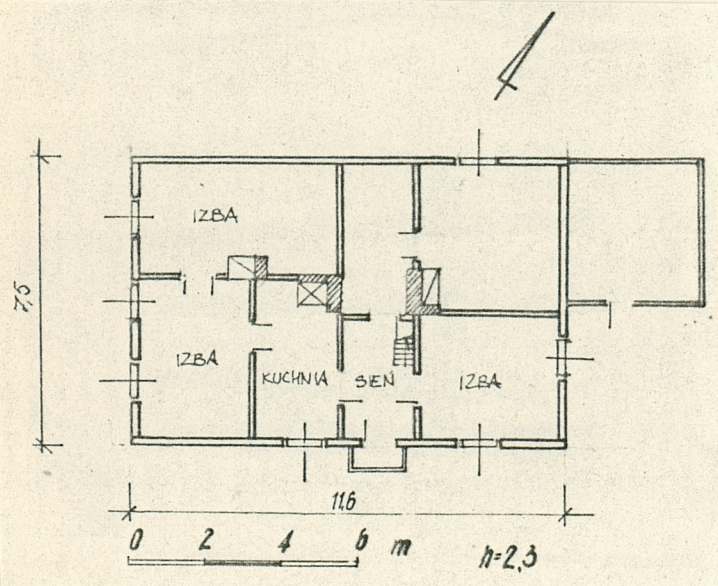 IZBA
7,5
IZBA
KUCHNIA
SIEŃ
IZBA
11,6
0 2 4 6 m
h=2,3